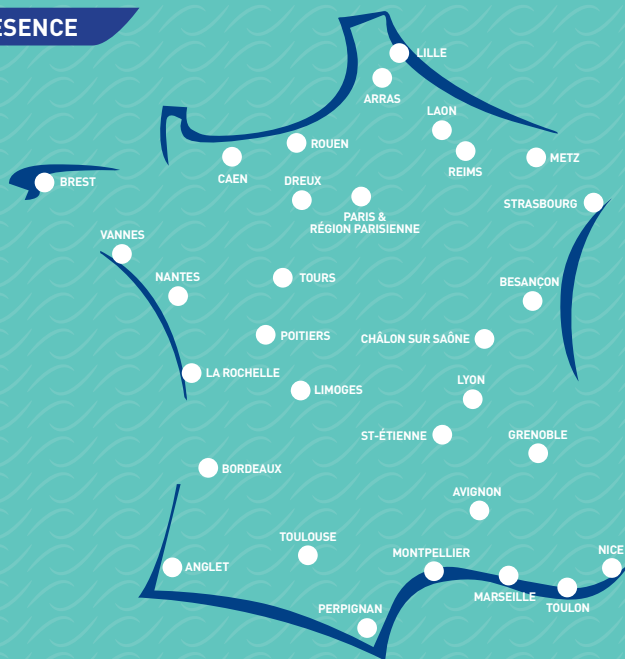 ESENCE
LILLE
ARRAS
LAON
ROUEN
REIMS
METZ
CAEN
BREST
DREUX
STRASBOURG
PARIS &
RÉGION PARISIENNE
VANNES
NANTES
TOURS
BESANÇON
POITIERS
CHÂLON SUR SAÔNE
LA ROCHELLE
LYON
LIMOGES
ST-ÉTIENNE
GRENOBLE
BORDEAUX
AVIGNON
TOULOUSE
MONTPELLIER
NICE
ANGLET
MARSEILLE
TOULON
PERPIGNAN